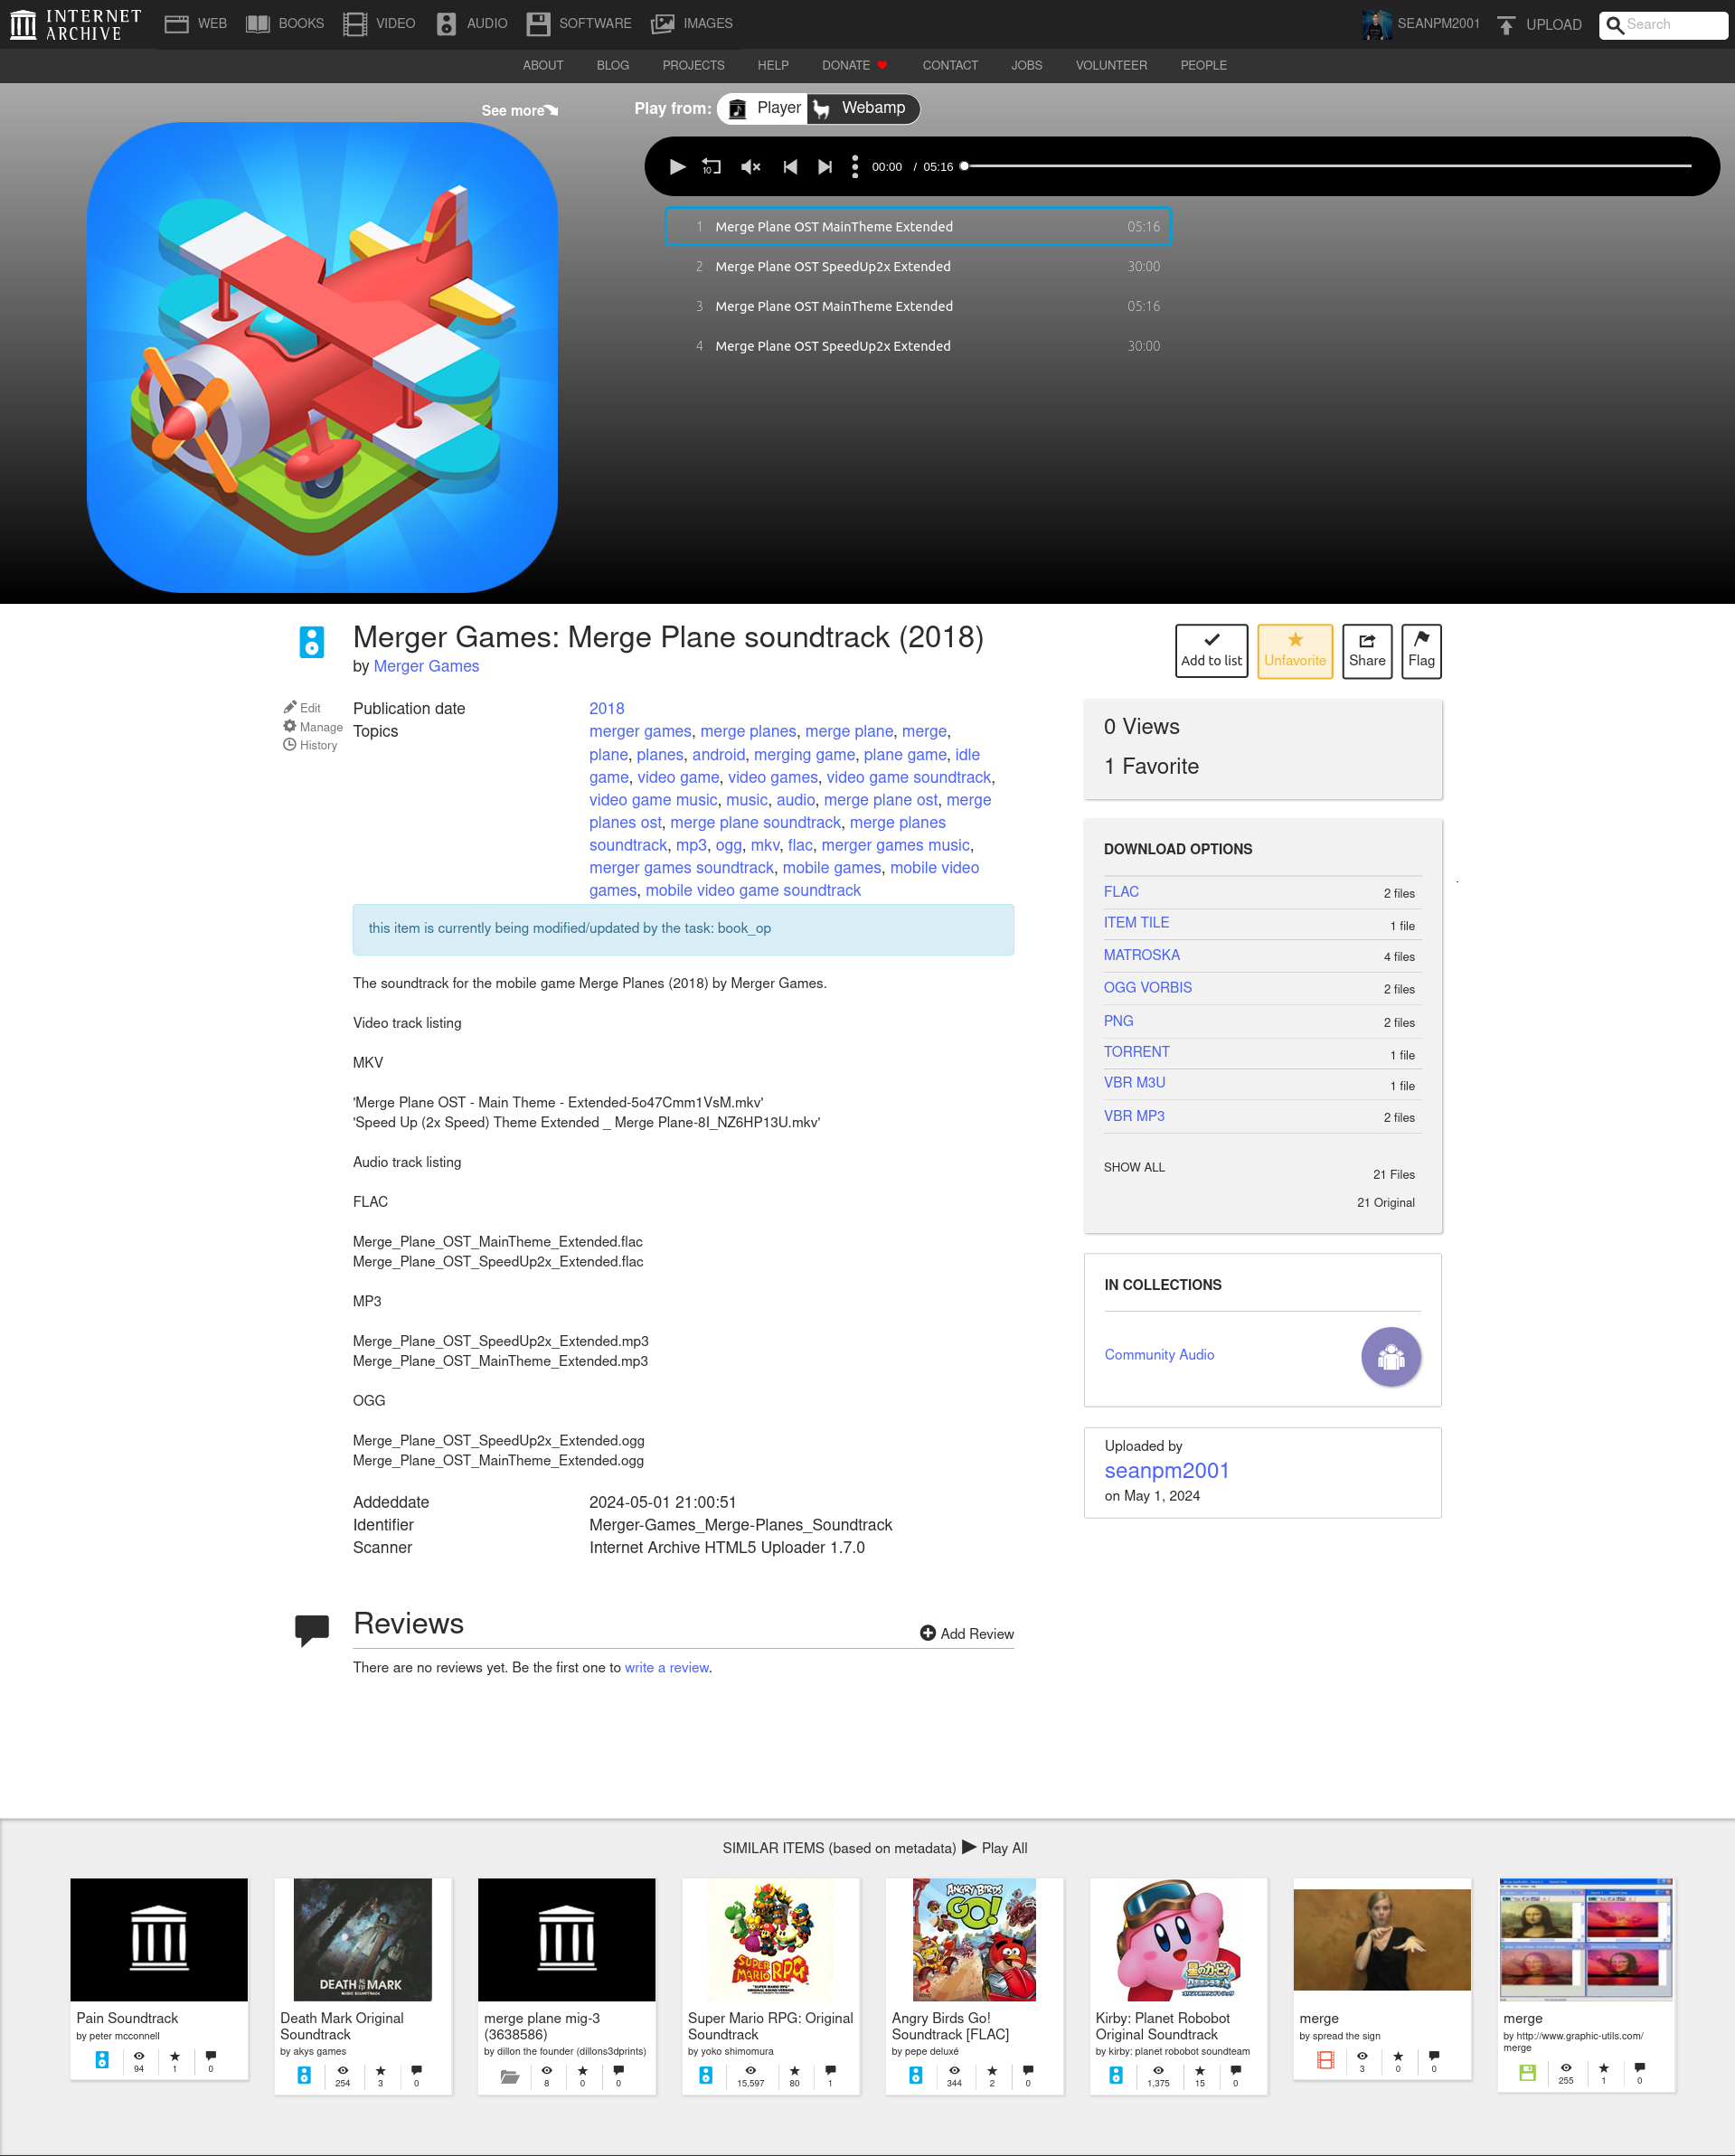 INTERNET ARCHIVE
WEB BOOKS VIDEO AUDIO SOFTWARE IMAGES
SEANPM2001 UPLOAD Search
ABOUT BLOG PROJECTS HELP DONATE CONTACT JOBS VOLUNTEER PEOPLE
See more
Play from: Player Webamp
10 00:00 / 05:16
1 Merge Plane OST MainTheme Extended 05:16
2 Merge Plane OST SpeedUp2x Extended 30:00
3 Merge Plane OST MainTheme Extended 05:16
4 Merge Plane OST SpeedUp2x Extended 30:00
Merger Games: Merge Plane soundtrack (2018)
by Merger Games
Add to list Unfavorite Share Flag
Edit
Manage
History
Publication date 2018
Topics merger games, merge planes, merge plane, merge,
plane, planes, android, merging game, plane game, idle
game, video game, video games, video game soundtrack,
video game music, music, audio, merge plane ost, merge
planes ost, merge plane soundtrack, merge planes
soundtrack, mp3, ogg, mkv, flac, merger games music,
merger games soundtrack, mobile games, mobile video
games, mobile video game soundtrack
this item is currently being modified/updated by the task: book_op
The soundtrack for the mobile game Merge Planes (2018) by Merger Games.
Video track listing
MKV
'Merge Plane OST - Main Theme - Extended-5o47Cmm1VsM.mkv'
'Speed Up (2x Speed) Theme Extended _ Merge Plane-8I_NZ6HP13U.mkv'
Audio track listing
FLAC
Merge_Plane_OST_MainTheme_Extended.flac
Merge_Plane_OST_SpeedUp2x_Extended.flac
MP3
Merge_Plane_OST_SpeedUp2x_Extended.mp3
Merge_Plane_OST_MainTheme_Extended.mp3
OGG
Merge_Plane_OST_SpeedUp2x_Extended.ogg
Merge_Plane_OST_MainTheme_Extended.ogg
Addeddate 2024-05-01 21:00:51
Identifier Merger-Games_Merge-Planes_Soundtrack
Scanner Internet Archive HTML5 Uploader 1.7.0
0 Views
1 Favorite
DOWNLOAD OPTIONS
FLAC 2 files
ITEM TILE 1 file
MATROSKA 4 files
OGG VORBIS 2 files
PNG 2 files
TORRENT 1 file
VBR M3U 1 file
VBR MP3 2 files
SHOW ALL 21 Files
21 Original
IN COLLECTIONS
Community Audio
Uploaded by
seanpm2001
on May 1, 2024
Reviews
Add Review
There are no reviews yet. Be the first one to write a review.
SIMILAR ITEMS (based on metadata) Play All
Pain Soundtrack
by peter mcconnell
94 1 0
DEATH MARK
Death Mark Original
Soundtrack
by akys games
254 3 0
merge plane mig-3
(3638586)
by dillon the founder (dillons3dprints)
8 0 0
SUPER MARIO RPG
Super Mario RPG: Original
Soundtrack
by yoko shimomura
15,597 80 1
ANGRY BIRDS
GO!
Angry Birds Go!
Soundtrack [FLAC]
by pepe deluxé
344 2 0
星のカービィ
Kirby: Planet Robobot
Original Soundtrack
by kirby: planet robobot soundteam
1,375 15 0
merge
by spread the sign
3 0 0
merge
by http://www.graphic-utils.com/
merge
255 1 0